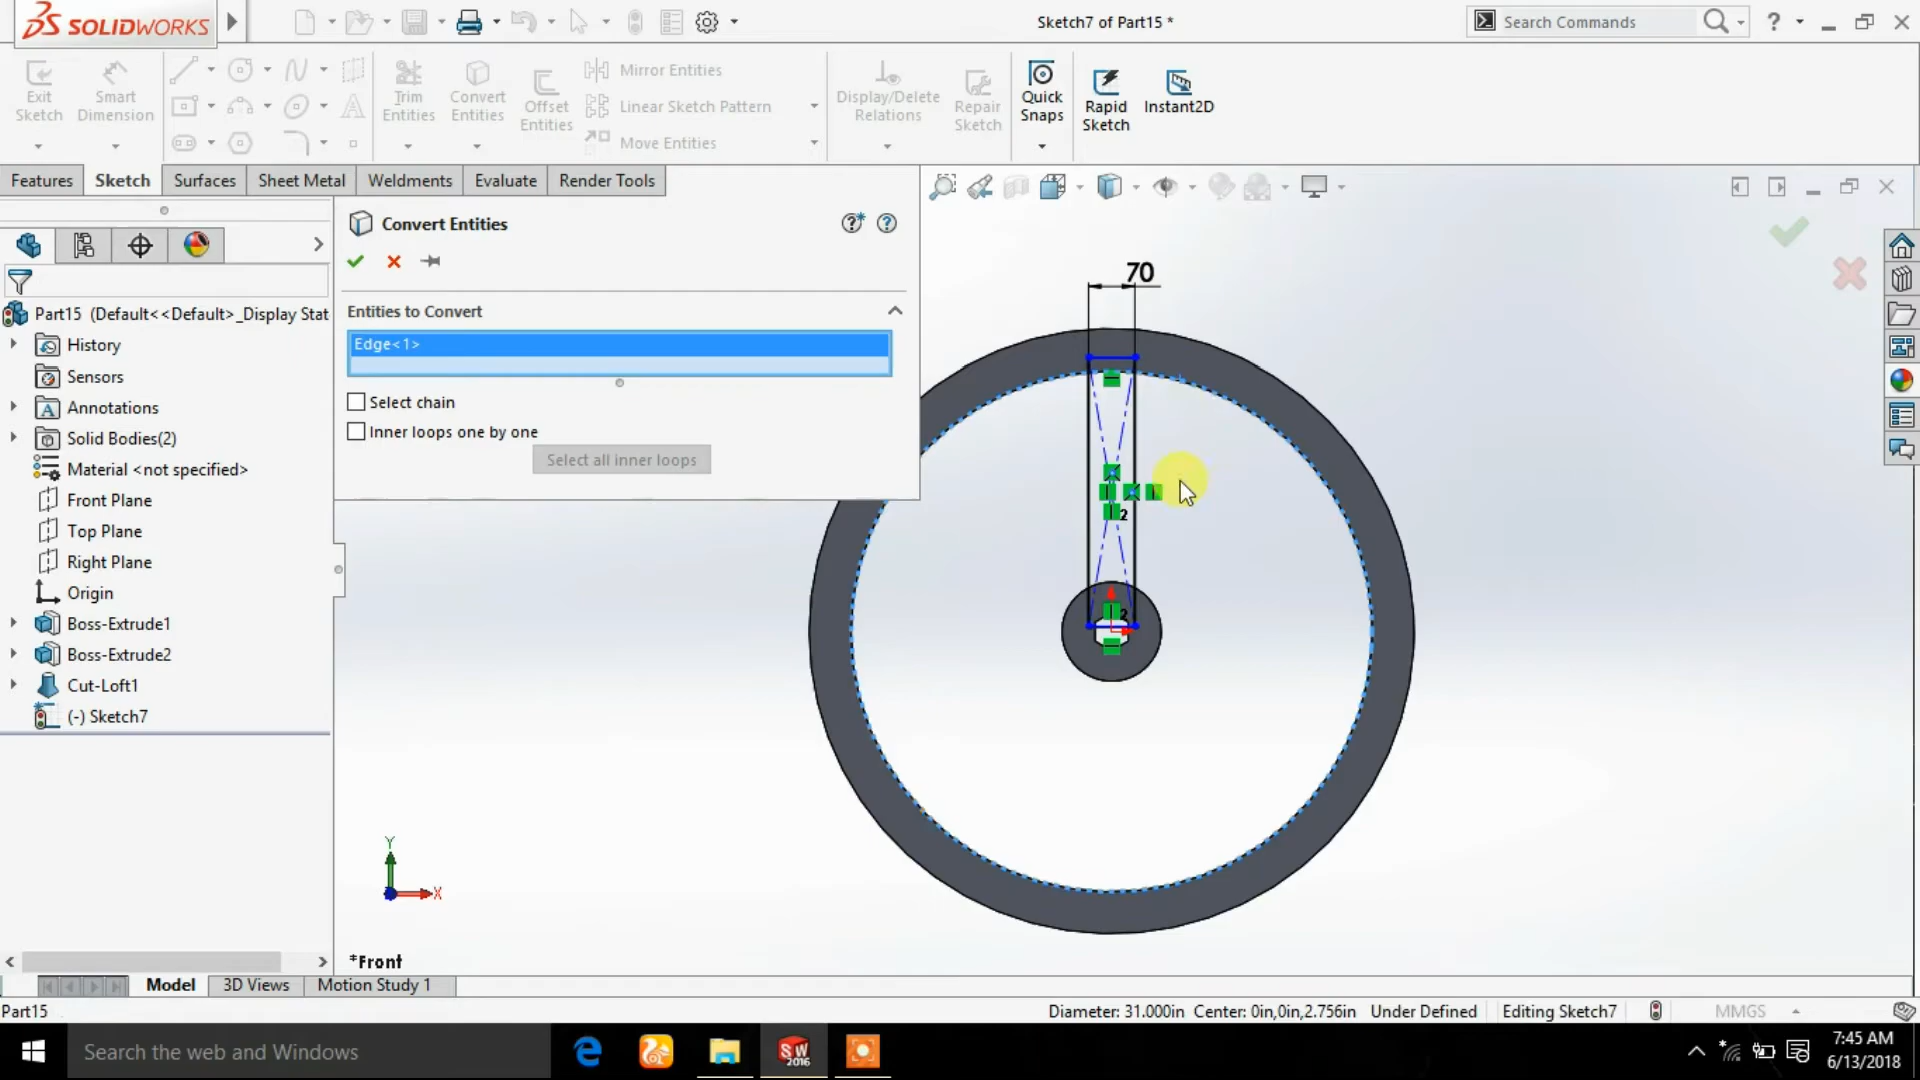 SOLIDWORKS
Sketch7 of Part15 *
Search Commands
?
Exit Sketch
Smart Dimension
Trim Entities
Convert Entities
Offset Entities
Mirror Entities
Linear Sketch Pattern
Move Entities
Display/Delete Relations
Repair Sketch
Quick Snaps
Rapid Sketch
Instant2D
Features
Sketch
Surfaces
Sheet Metal
Weldments
Evaluate
Render Tools
Convert Entities
Entities to Convert
Edge<1>
Select chain
Inner loops one by one
Select all inner loops
Part15 (Default<<Default>_Display Stat
History
Sensors
Annotations
Solid Bodies(2)
Material <not specified>
Front Plane
Top Plane
Right Plane
Origin
Boss-Extrude1
Boss-Extrude2
Cut-Loft1
(-) Sketch7
70
2
2
Y
X
*Front
Model
3D Views
Motion Study 1
Part15
Diameter: 31.000in Center: 0in,0in,2.756in
Under Defined
Editing Sketch7
MMGS
Search the web and Windows
SW
2016
7:45 AM
6/13/2018